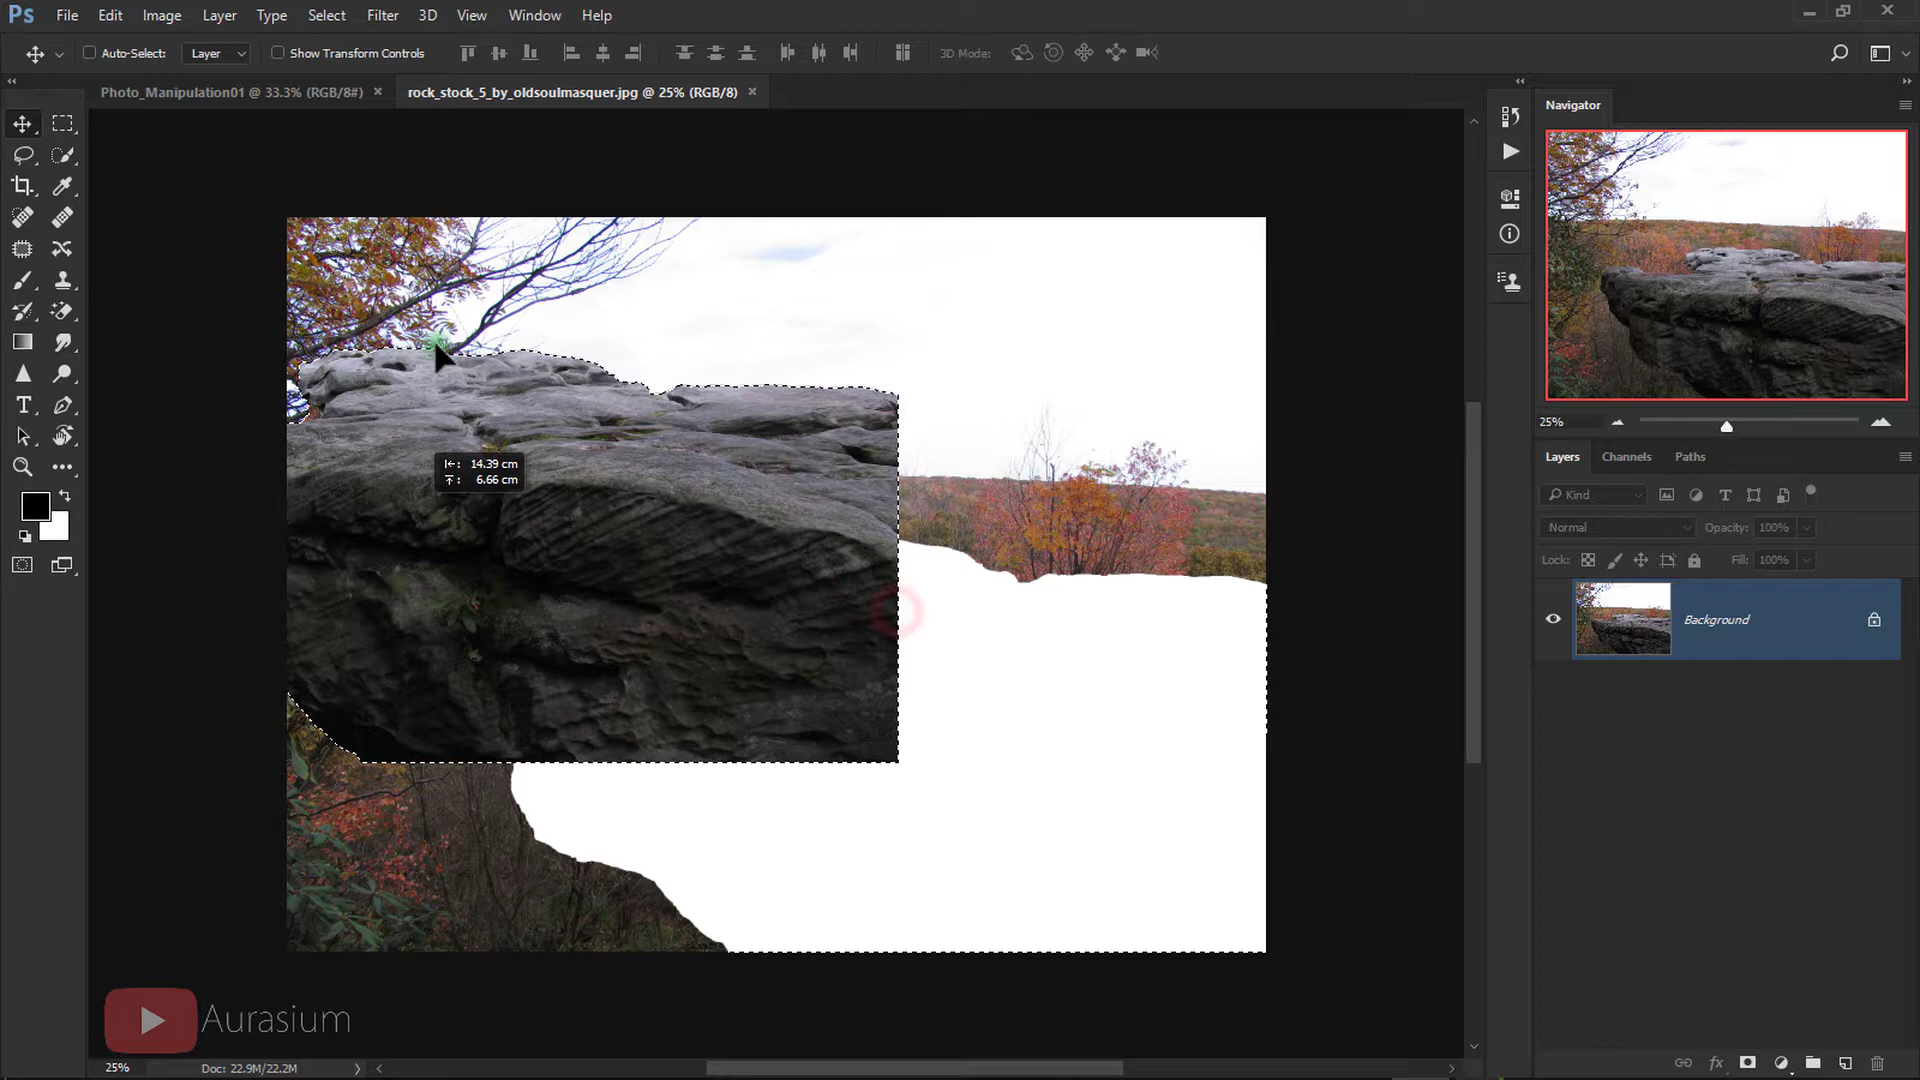 Ps File Edit Image Layer Type Select Filter 3D View Window Help
Auto-Select: Layer Show Transform Controls 3D Mode:
Photo_Manipulation01 @ 33.3% (RGB/8#) × rock_stock_5_by_oldsoulmasquer.jpg @ 25% (RGB/8) ×
Navigator
25%
Layers Channels Paths
Kind
Normal Opacity: 100%
Lock: Fill: 100%
Background
14.39 cm
6.66 cm
Aurasium
25% Doc: 22.9M/22.2M
fx